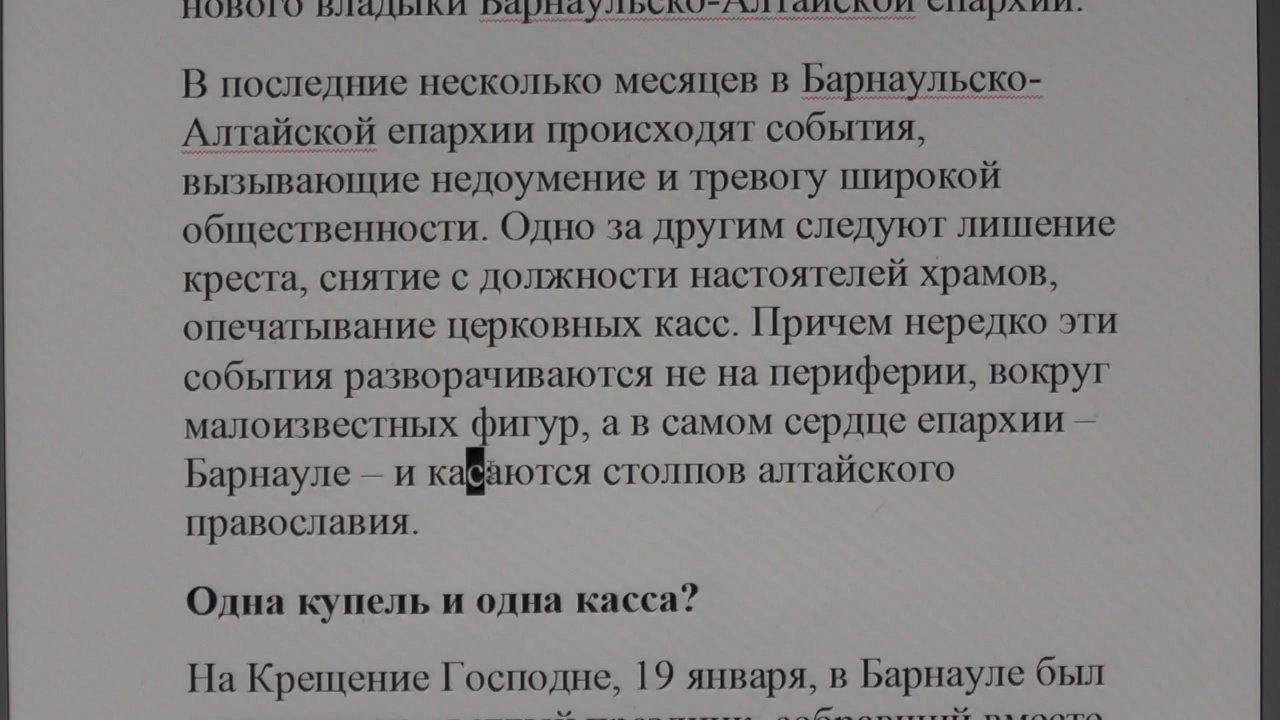 нового владыки Барнаульско-Алтайской епархии.
В последние несколько месяцев в Барнаульско-
Алтайской епархии происходят события,
вызывающие недоумение и тревогу широкой
общественности. Одно за другим следуют лишение
креста, снятие с должности настоятелей храмов,
опечатывание церковных касс. Причем нередко эти
события разворачиваются не на периферии, вокруг
малоизвестных фигур, а в самом сердце епархии –
Барнауле – и касаются столпов алтайского
православия.
Одна купель и одна касса?
На Крещение Господне, 19 января, в Барнауле был
праздник, собравший вместе